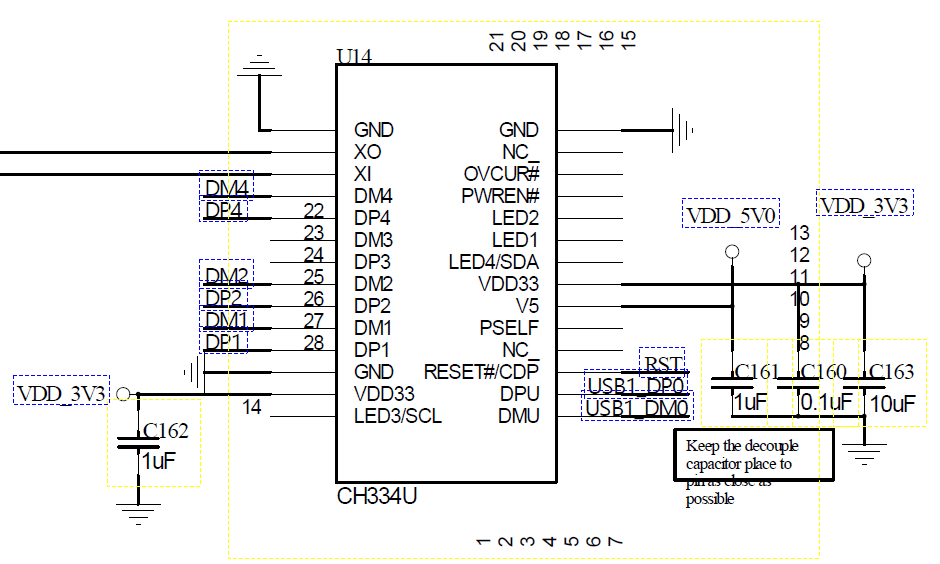 21
20
19
18
17
16
15
U14
GND
GND
XO
NC_
XI
OVCUR#
DM4
DM4
PWREN#
DP4
22
DP4
LED2
23
DM3
LED1
24
DP3
LED4/SDA
DM2
25
DM2
VDD33
DP2
26
DP2
V5
DM1
27
DM1
PSELF
DP1
28
DP1
NC_
GND
RESET#/CDP
RST
VDD_3V3
VDD33
DPU
USB1_DP0
14
LED3/SCL
DMU
USB1_DM0
CH334U
VDD_5V0
VDD_3V3
13
12
11
10
9
8
C161
1uF
C160
0.1uF
C163
10uF
C162
1uF
Keep the decouple
capacitor place to
pin as close as
possible
1
2
3
4
5
6
7